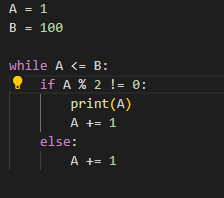 A = 1
B = 100

while A <= B:
    if A % 2 != 0:
        print(A)
        A += 1
    else:
        A += 1